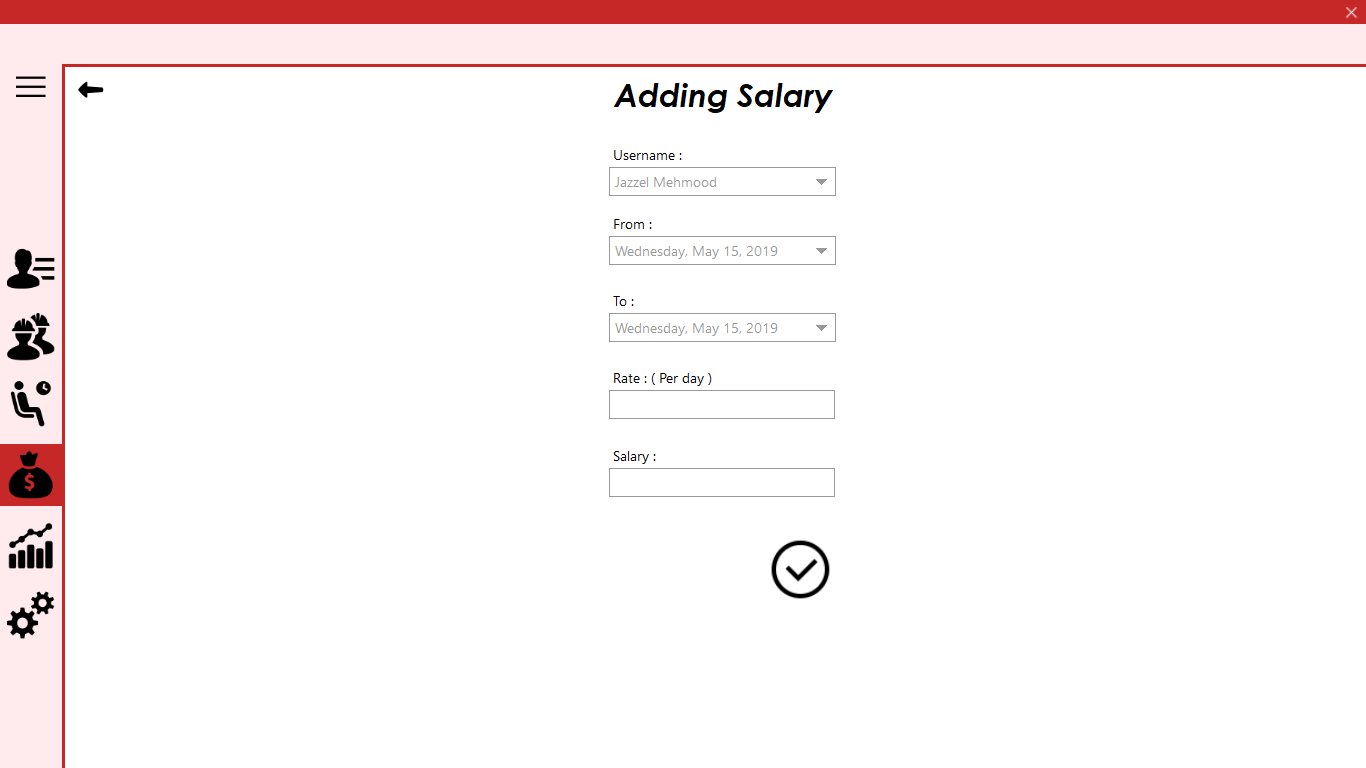 Adding Salary
Username :
Jazzel Mehmood
From :
Wednesday, May 15, 2019
To :
Wednesday, May 15, 2019
Rate : ( Per day )
Salary :
$